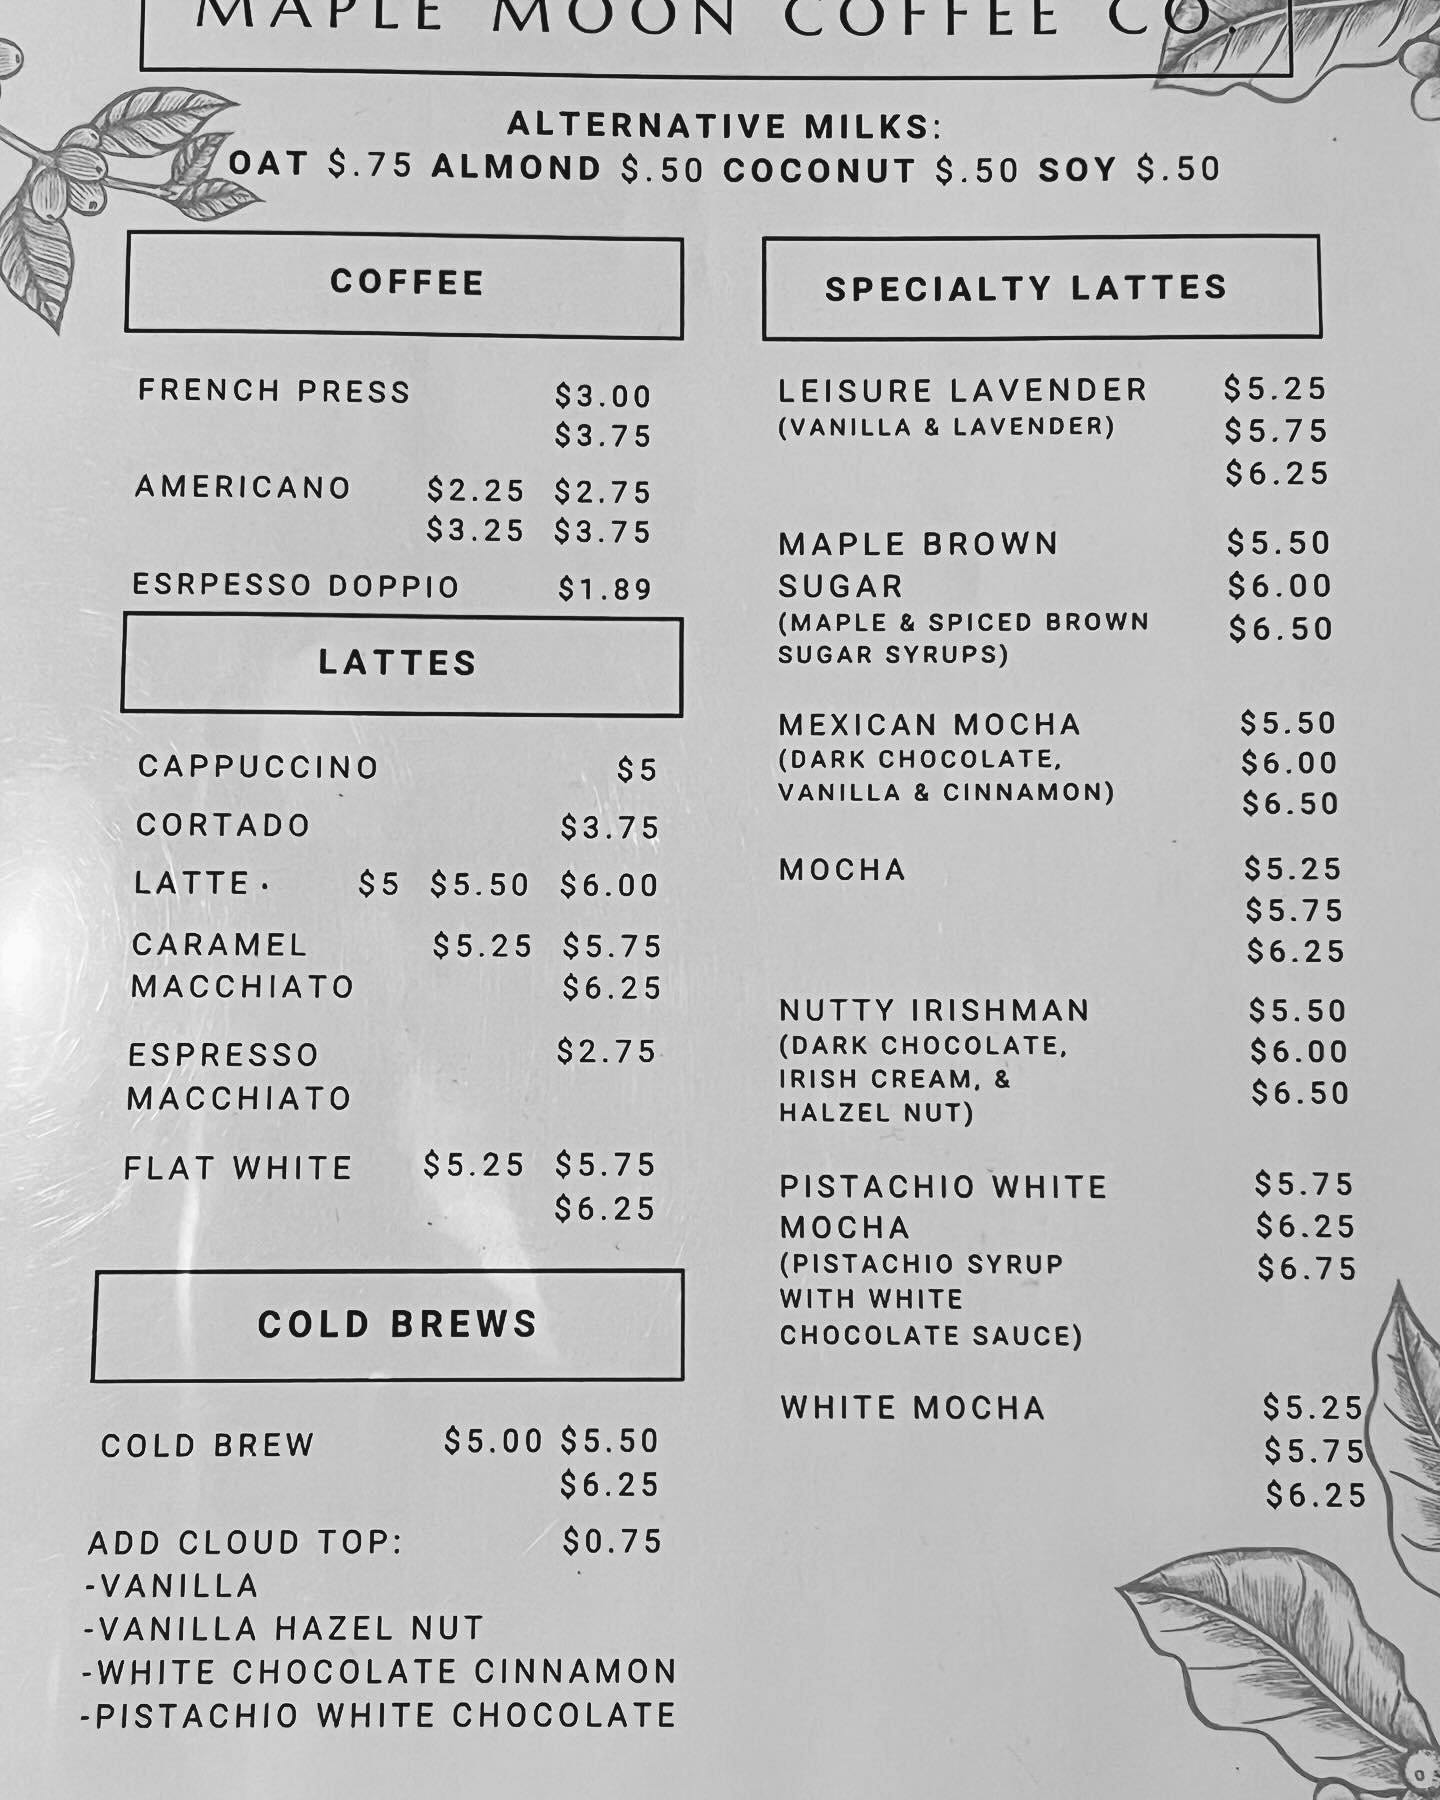 MAPLE MOON COFFEE CO.
ALTERNATIVE MILKS:
OAT $.75 ALMOND $.50 COCONUT $.50 SOY $.50
COFFEE
FRENCH PRESS $3.00
$3.75
AMERICANO $2.25 $2.75
$3.25 $3.75
ESRPESSO DOPPIO $1.89
LATTES
CAPPUCCINO $5
CORTADO $3.75
LATTE · $5 $5.50 $6.00
CARAMEL $5.25 $5.75
MACCHIATO $6.25
ESPRESSO $2.75
MACCHIATO
FLAT WHITE $5.25 $5.75
$6.25
COLD BREWS
COLD BREW $5.00 $5.50
$6.25
ADD CLOUD TOP: $0.75
-VANILLA
-VANILLA HAZEL NUT
-WHITE CHOCOLATE CINNAMON
-PISTACHIO WHITE CHOCOLATE
SPECIALTY LATTES
LEISURE LAVENDER $5.25
(VANILLA & LAVENDER) $5.75
$6.25
MAPLE BROWN $5.50
SUGAR $6.00
(MAPLE & SPICED BROWN $6.50
SUGAR SYRUPS)
MEXICAN MOCHA $5.50
(DARK CHOCOLATE, $6.00
VANILLA & CINNAMON) $6.50
MOCHA $5.25
$5.75
$6.25
NUTTY IRISHMAN $5.50
(DARK CHOCOLATE, $6.00
IRISH CREAM, & $6.50
HALZEL NUT)
PISTACHIO WHITE $5.75
MOCHA $6.25
(PISTACHIO SYRUP $6.75
WITH WHITE
CHOCOLATE SAUCE)
WHITE MOCHA $5.25
$5.75
$6.25